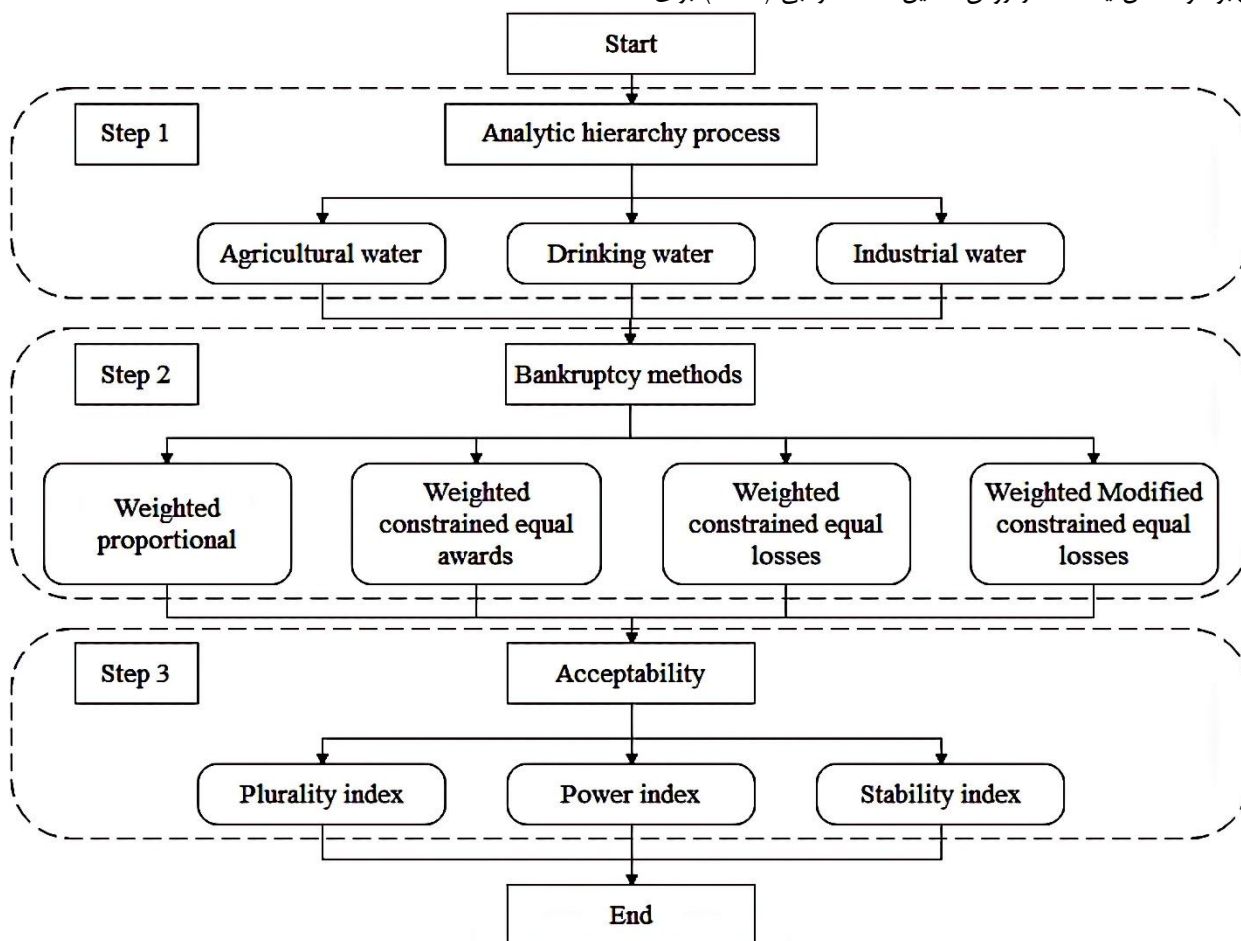 Start
Step 1
Analytic hierarchy process
Agricultural water
Drinking water
Industrial water
Step 2
Bankruptcy methods
Weighted
proportional
Weighted
constrained equal
awards
Weighted
constrained equal
losses
Weighted Modified
constrained equal
losses
Step 3
Acceptability
Plurality index
Power index
Stability index
End